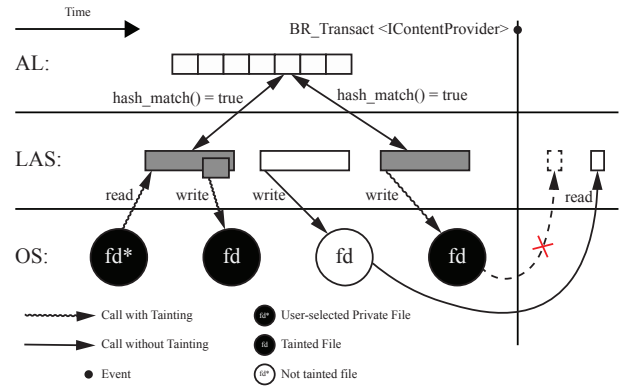 Time
BR_Transact <IContentProvider>
AL:
hash_match() = true
hash_match() = true
LAS:
read
write
write
write
read
OS:
fd*
fd
fd
fd
Call with Tainting
fd*
User-selected Private File
Call without Tainting
fd
Tainted File
Event
fd*
Not tainted file